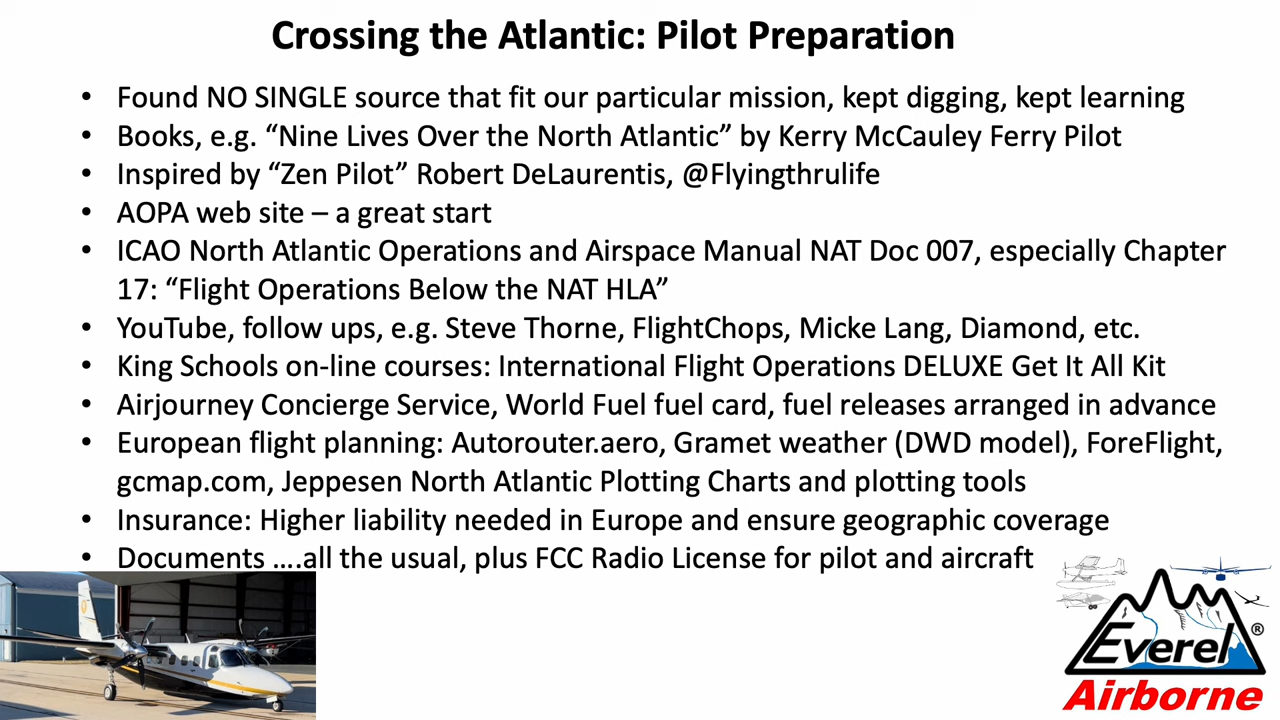 Crossing the Atlantic: Pilot Preparation
• Found NO SINGLE source that fit our particular mission, kept digging, kept learning
• Books, e.g. “Nine Lives Over the North Atlantic” by Kerry McCauley Ferry Pilot
• Inspired by “Zen Pilot” Robert DeLaurentis, @Flyingthrulife
• AOPA web site – a great start
• ICAO North Atlantic Operations and Airspace Manual NAT Doc 007, especially Chapter
17: “Flight Operations Below the NAT HLA”
• YouTube, follow ups, e.g. Steve Thorne, FlightChops, Micke Lang, Diamond, etc.
• King Schools on-line courses: International Flight Operations DELUXE Get It All Kit
• Airjourney Concierge Service, World Fuel fuel card, fuel releases arranged in advance
• European flight planning: Autorouter.aero, Gramet weather (DWD model), ForeFlight,
gcmap.com, Jeppesen North Atlantic Plotting Charts and plotting tools
• Insurance: Higher liability needed in Europe and ensure geographic coverage
• Documents ….all the usual, plus FCC Radio License for pilot and aircraft
Everel ®
Airborne